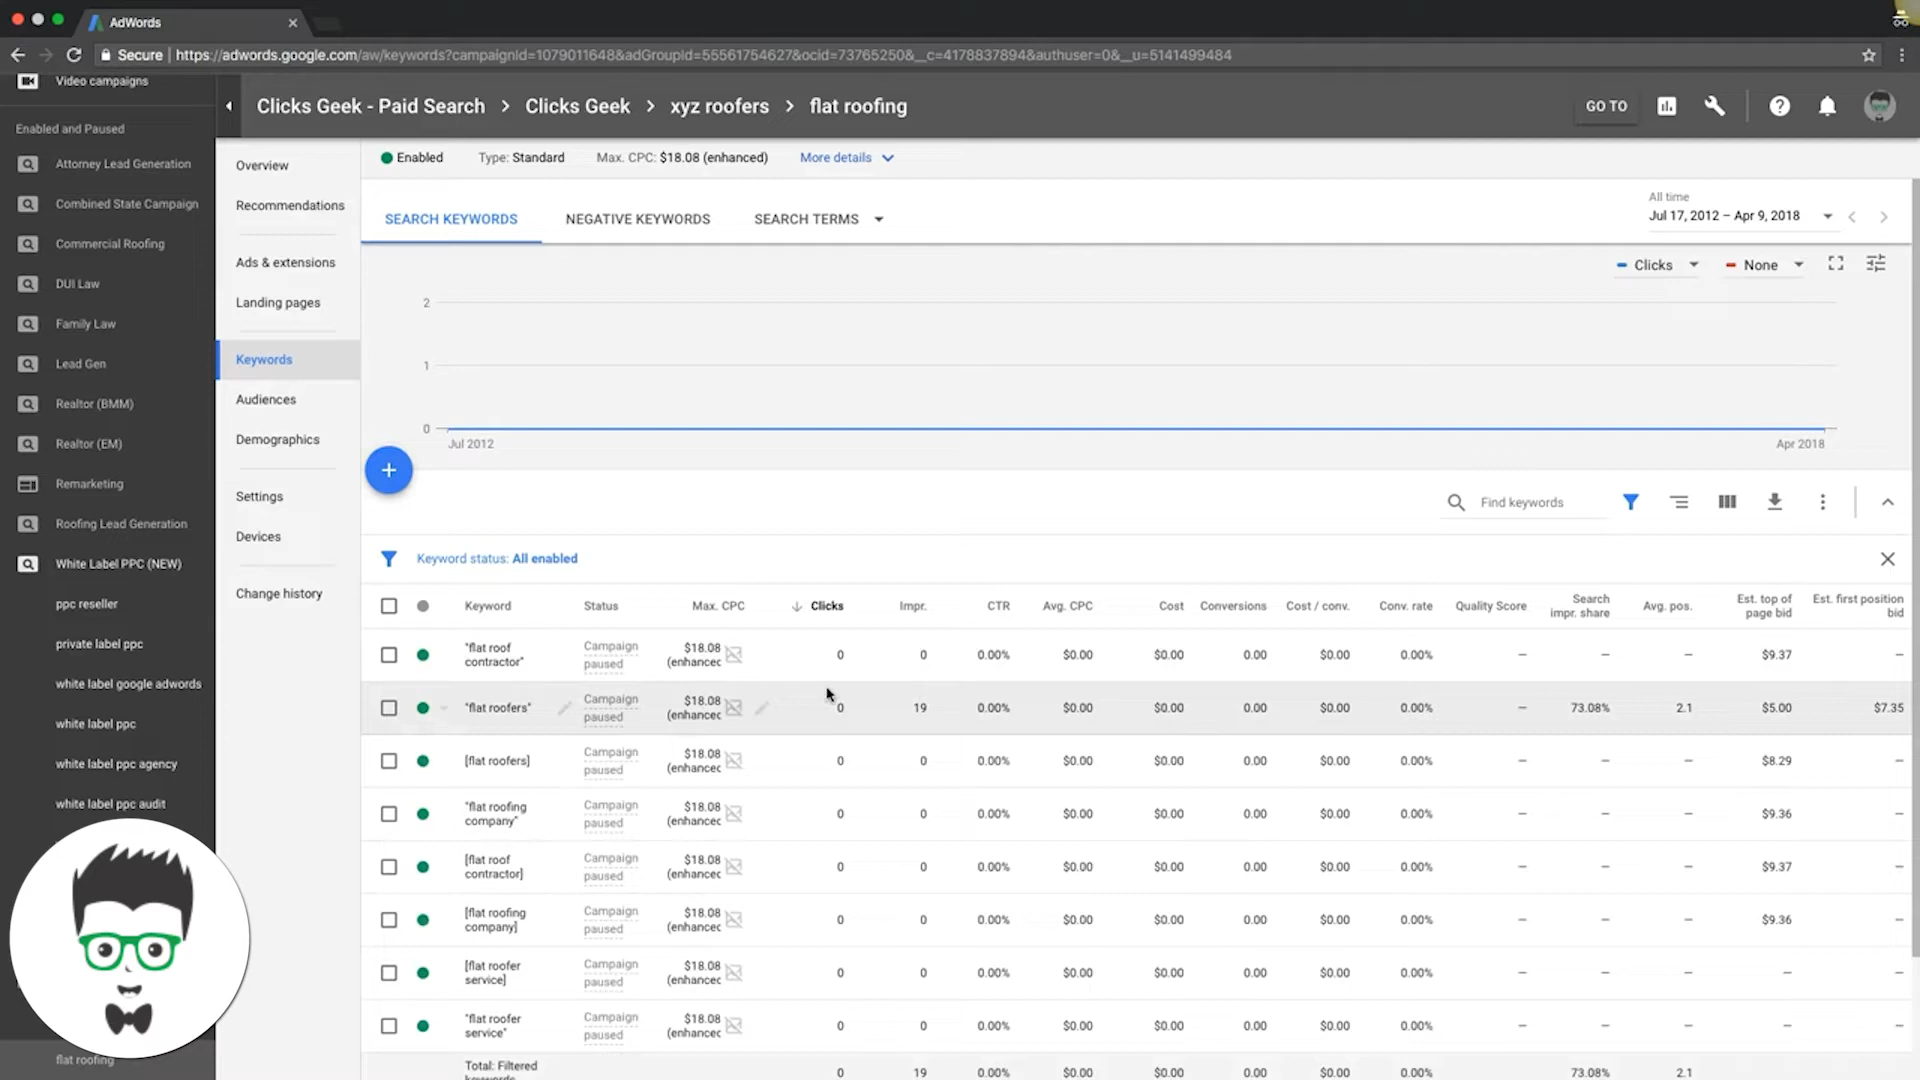 AdWords
Secure | https://adwords.google.com/aw/keywords?campaignId=1079011648&adGroupId=55561754627&ocid=73765250&__c=4178837894&authuser=0&__u=5141499484
Video campaigns
Clicks Geek - Paid Search > Clicks Geek > xyz roofers > flat roofing
GO TO
Enabled and Paused
Attorney Lead Generation
Combined State Campaign
Commercial Roofing
DUI Law
Family Law
Lead Gen
Realtor (BMM)
Realtor (EM)
Remarketing
Roofing Lead Generation
White Label PPC (NEW)
ppc reseller
private label ppc
white label google adwords
white label ppc
white label ppc agency
white label ppc audit
flat roofing
Overview
Recommendations
Ads & extensions
Landing pages
Keywords
Audiences
Demographics
Settings
Devices
Change history
Enabled Type: Standard Max. CPC: $18.08 (enhanced) More details
SEARCH KEYWORDS NEGATIVE KEYWORDS SEARCH TERMS
All time
Jul 17, 2012 – Apr 9, 2018
Clicks None
2
1
0
Jul 2012 Apr 2018
Find keywords
Keyword status: All enabled
Keyword Status Max. CPC Clicks Impr. CTR Avg. CPC Cost Conversions Cost / conv. Conv. rate Quality Score Search impr. share Avg. pos. Est. top of page bid Est. first position bid
"flat roof contractor" Campaign paused $18.08 (enhanced 0 0 0.00% $0.00 $0.00 0.00 $0.00 0.00% – – – $9.37 –
"flat roofers" Campaign paused $18.08 (enhanced 0 19 0.00% $0.00 $0.00 0.00 $0.00 0.00% – 73.08% 2.1 $5.00 $7.35
[flat roofers] Campaign paused $18.08 (enhanced 0 0 0.00% $0.00 $0.00 0.00 $0.00 0.00% – – – $8.29 –
"flat roofing company" Campaign paused $18.08 (enhanced 0 0 0.00% $0.00 $0.00 0.00 $0.00 0.00% – – – $9.36 –
[flat roof contractor] Campaign paused $18.08 (enhanced 0 0 0.00% $0.00 $0.00 0.00 $0.00 0.00% – – – $9.37 –
[flat roofing company] Campaign paused $18.08 (enhanced 0 0 0.00% $0.00 $0.00 0.00 $0.00 0.00% – – – $9.36 –
[flat roofer service] Campaign paused $18.08 (enhanced 0 0 0.00% $0.00 $0.00 0.00 $0.00 0.00% – – – – –
"flat roofer service" Campaign paused $18.08 (enhanced 0 0 0.00% $0.00 $0.00 0.00 $0.00 0.00% – – – – –
Total: Filtered keywords 0 19 0.00% $0.00 $0.00 0.00 $0.00 0.00% 73.08% 2.1